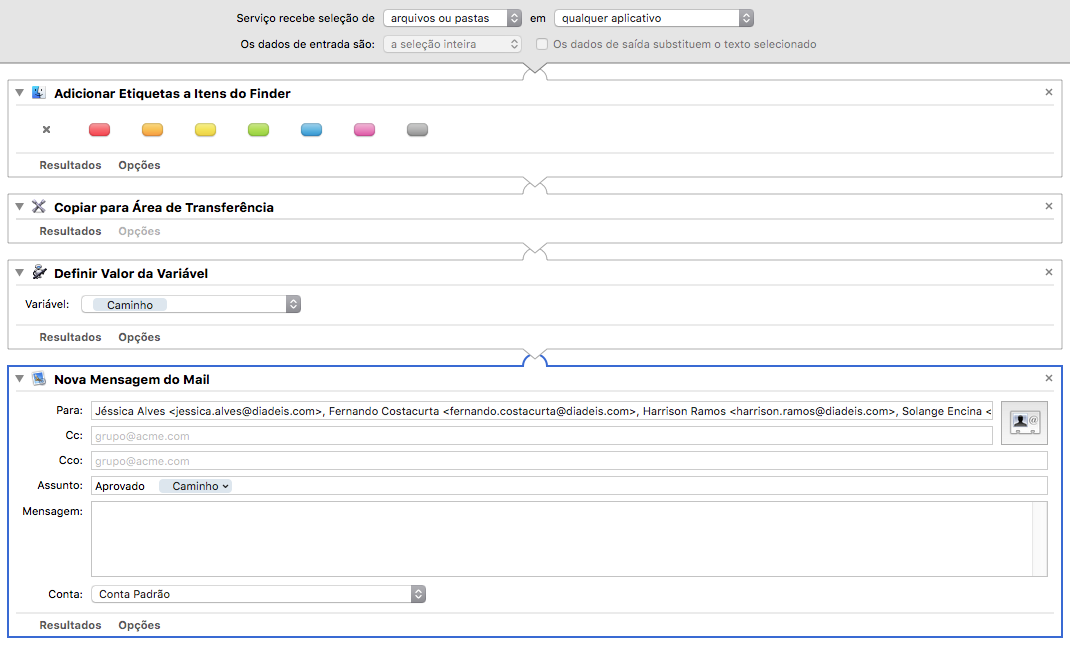 Serviço recebe seleção de arquivos ou pastas em qualquer aplicativo
Os dados de entrada são: a seleção inteira Os dados de saída substituem o texto selecionado
Adicionar Etiquetas a Itens do Finder
Resultados Opções
Copiar para Área de Transferência
Resultados Opções
Definir Valor da Variável
Variável: Caminho
Resultados Opções
Nova Mensagem do Mail
Para: Jéssica Alves <jessica.alves@diadeis.com>, Fernando Costacurta <fernando.costacurta@diadeis.com>, Harrison Ramos <harrison.ramos@diadeis.com>, Solange Encina <
Cc: grupo@acme.com
Cco: grupo@acme.com
Assunto: Aprovado Caminho
Mensagem:
Conta: Conta Padrão
Resultados Opções